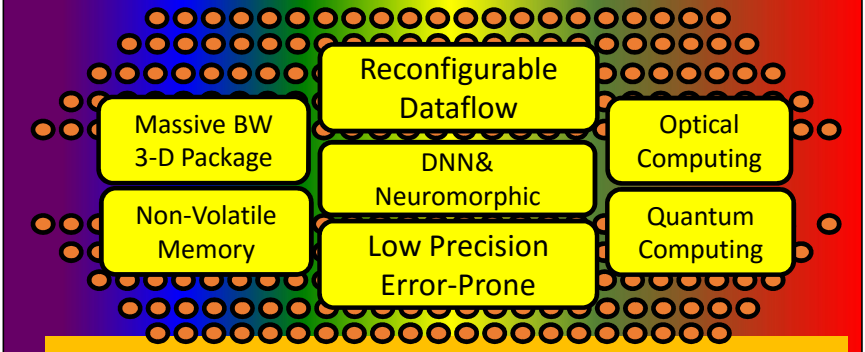 Reconfigurable
Dataflow
Massive BW
3-D Package
DNN&
Neuromorphic
Optical
Computing
Non-Volatile
Memory
Low Precision
Error-Prone
Quantum
Computing